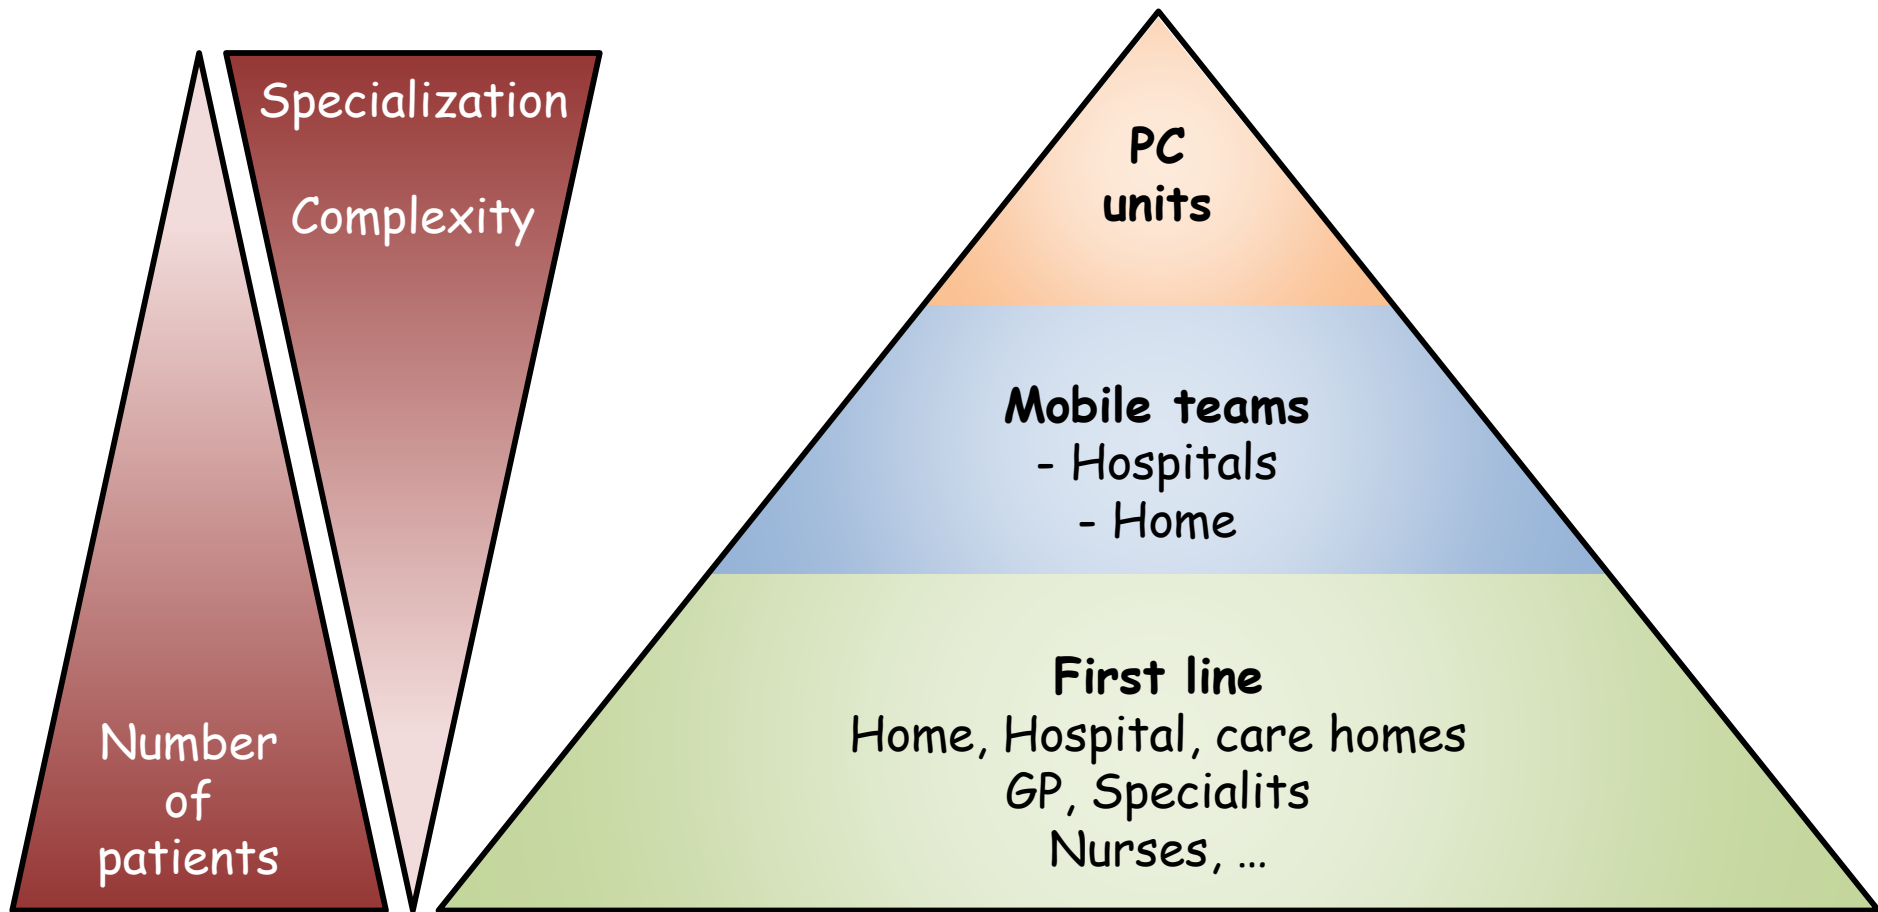 Specialization
Complexity
Number
of
patients
PC
units
Mobile teams
- Hospitals
- Home
First line
Home, Hospital, care homes
GP, Specialits
Nurses, ...